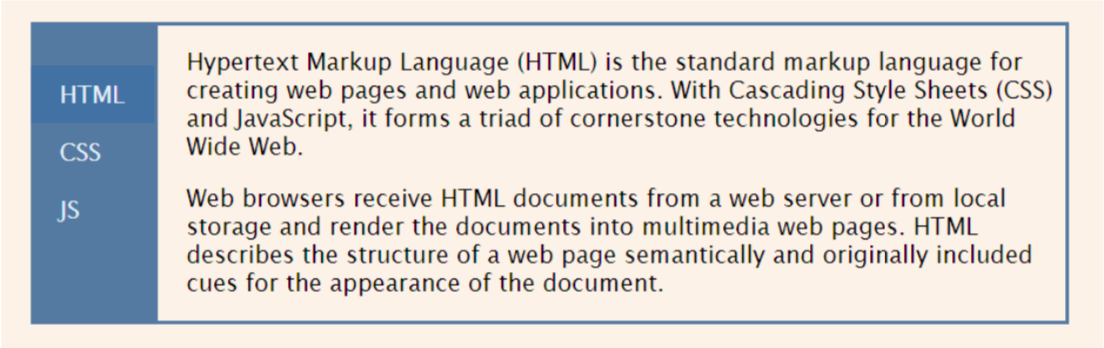 HTML
CSS
JS
Hypertext Markup Language (HTML) is the standard markup language for
creating web pages and web applications. With Cascading Style Sheets (CSS)
and JavaScript, it forms a triad of cornerstone technologies for the World
Wide Web.
Web browsers receive HTML documents from a web server or from local
storage and render the documents into multimedia web pages. HTML
describes the structure of a web page semantically and originally included
cues for the appearance of the document.